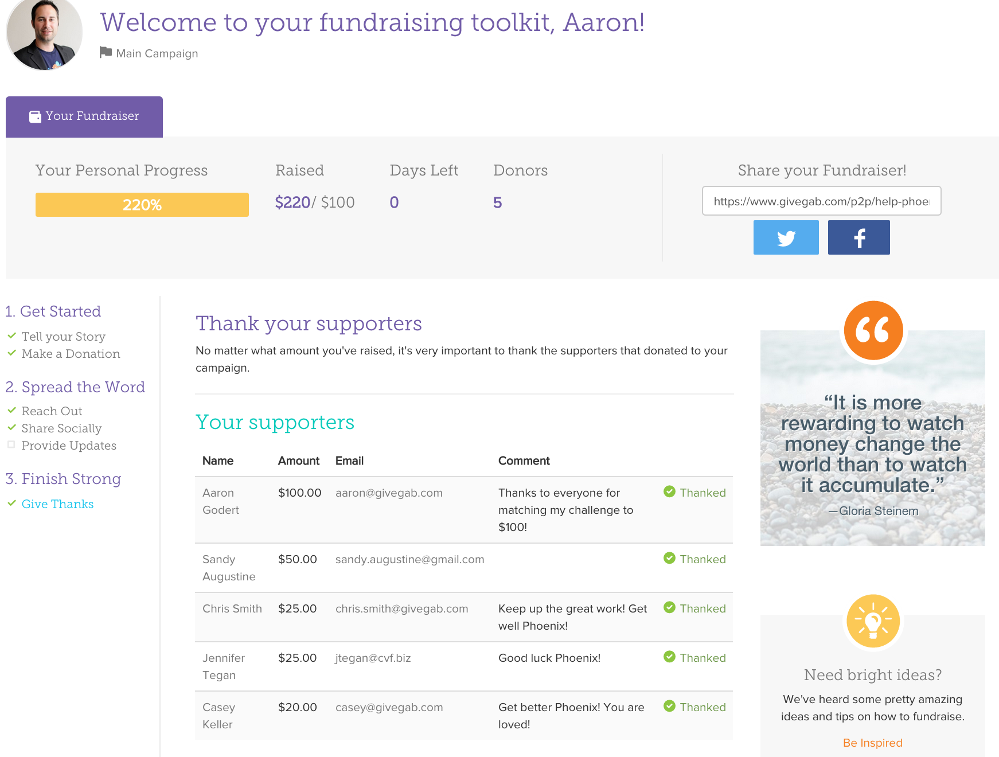 Welcome to your fundraising toolkit, Aaron!
Main Campaign
Your Fundraiser
Your Personal Progress
220%
Raised
$220/ $100
Days Left
0
Donors
5
Share your Fundraiser!
https://www.givegab.com/p2p/help-phoe
1. Get Started
Tell your Story
Make a Donation
2. Spread the Word
Reach Out
Share Socially
Provide Updates
3. Finish Strong
Give Thanks
Thank your supporters
No matter what amount you've raised, it's very important to thank the supporters that donated to your
campaign.
Your supporters
Name Amount Email Comment
Aaron $100.00 aaron@givegab.com Thanks to everyone for Thanked
Godert matching my challenge to
$100!
Sandy $50.00 sandy.augustine@gmail.com Thanked
Augustine
Chris Smith $25.00 chris.smith@givegab.com Keep up the great work! Get Thanked
well Phoenix!
Jennifer $25.00 jtegan@cvf.biz Good luck Phoenix! Thanked
Tegan
Casey $20.00 casey@givegab.com Get better Phoenix! You are Thanked
Keller loved!
“It is more
rewarding to watch
money change the
world than to watch
it accumulate.”
—Gloria Steinem
Need bright ideas?
We've heard some pretty amazing
ideas and tips on how to fundraise.
Be Inspired